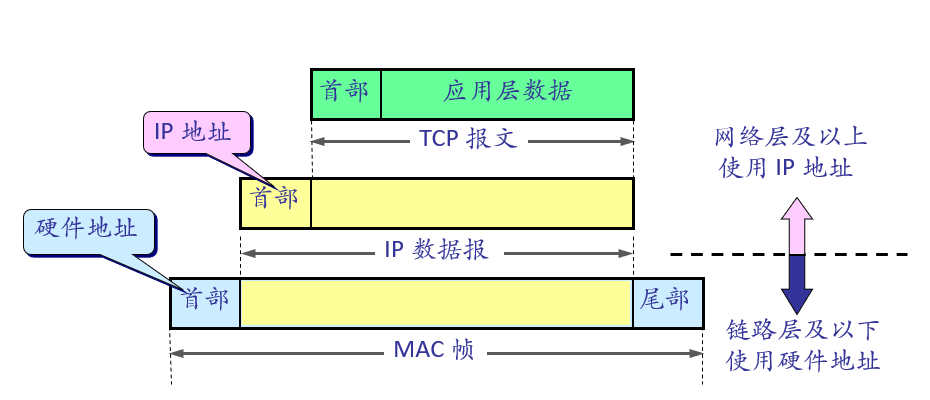 首部
应用层数据
TCP 报文
IP 地址
首部
网络层及以上
使用 IP 地址
硬件地址
IP 数据报
首部
尾部
MAC 帧
链路层及以下
使用硬件地址